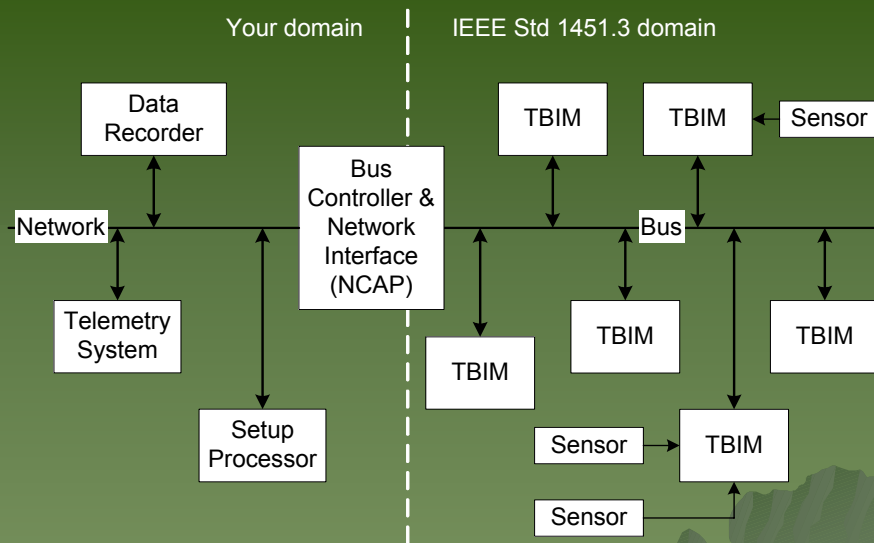 Your domain
IEEE Std 1451.3 domain
Data
Recorder
TBIM
TBIM
Sensor
Bus
Controller &
Network
Interface
(NCAP)
Network
Bus
Telemetry
System
TBIM
TBIM
TBIM
Setup
Processor
Sensor
TBIM
Sensor